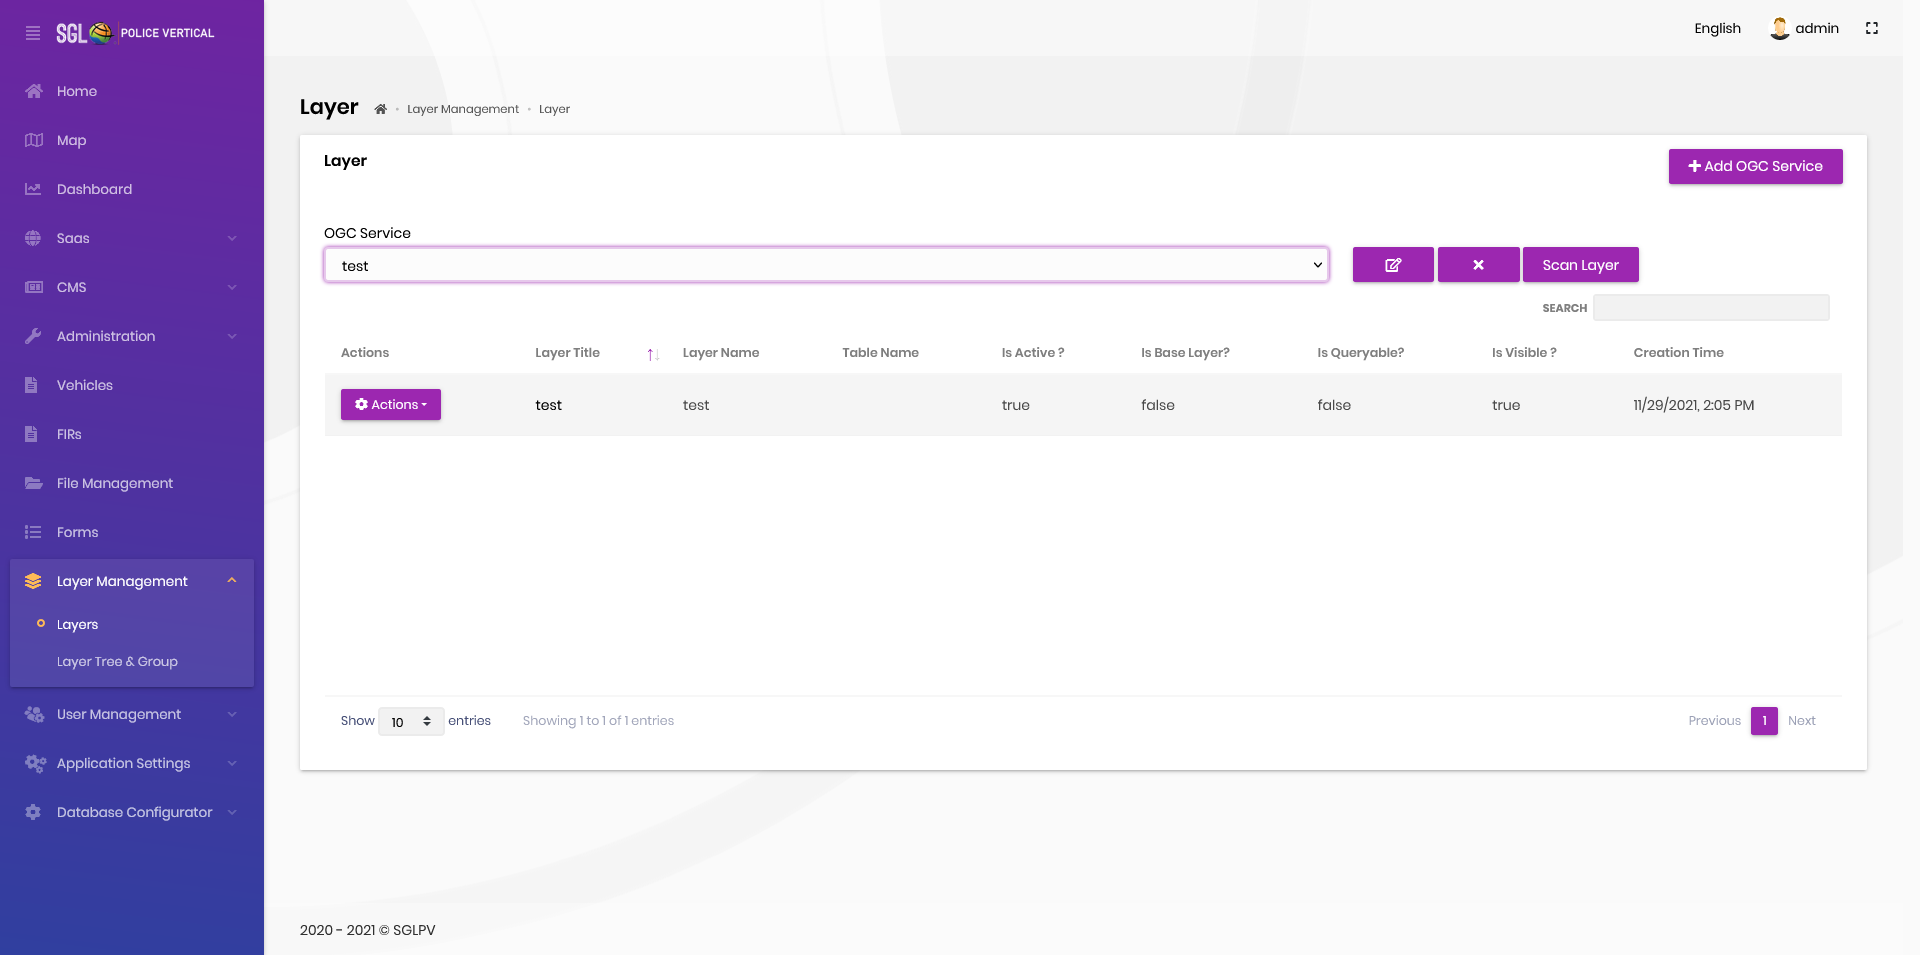 SGL POLICE VERTICAL
English admin
Home
Map
Dashboard
Saas
CMS
Administration
Vehicles
FIRs
File Management
Forms
Layer Management
Layers
Layer Tree & Group
User Management
Application Settings
Database Configurator
Layer Layer Management Layer
Layer
Add OGC Service
OGC Service
test
Scan Layer
SEARCH
Actions Layer Title Layer Name Table Name Is Active ? Is Base Layer? Is Queryable? Is Visible ? Creation Time
Actions test test true false false true 11/29/2021, 2:05 PM
Show 10 entries Showing 1 to 1 of 1 entries Previous 1 Next
2020 - 2021 © SGLPV